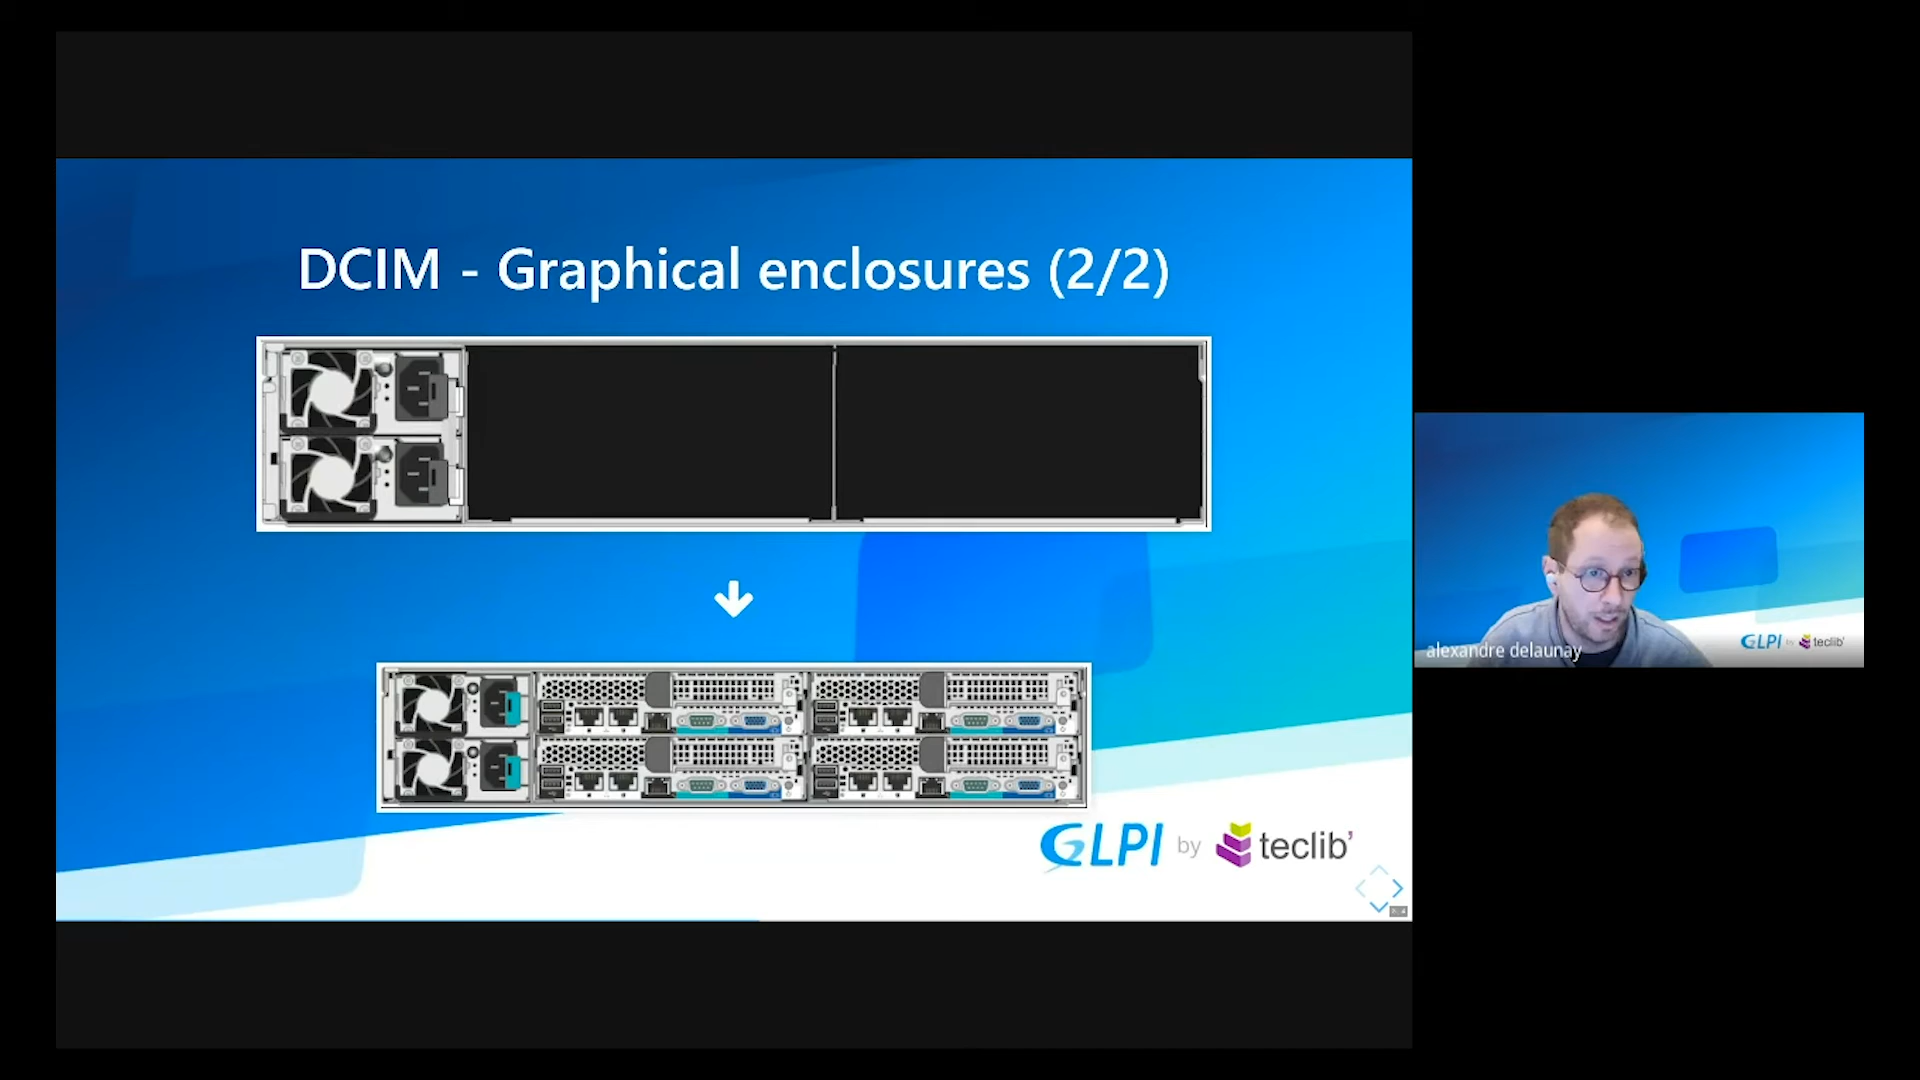 DCIM - Graphical enclosures (2/2)
GLPI by teclib'
alexandre delaunay
GLPI by teclib'